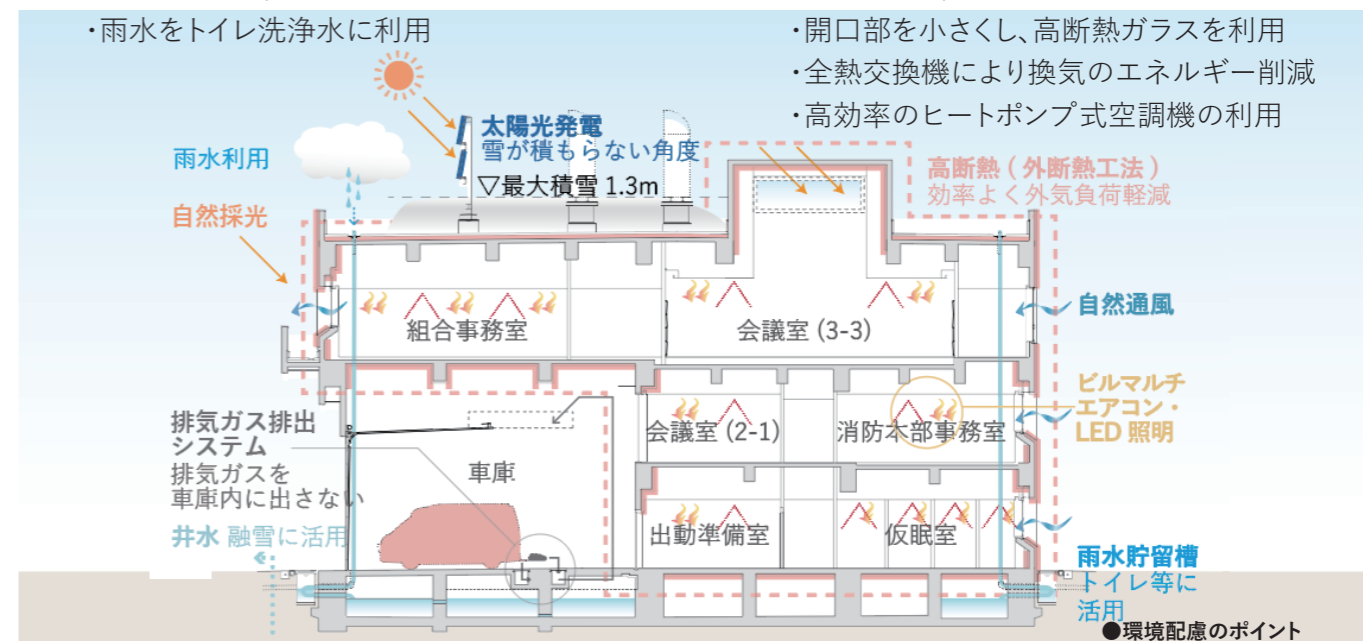 ・雨水をトイレ洗浄水に利用
・開口部を小さくし、高断熱ガラスを利用
・全熱交換機により換気のエネルギー削減
・高効率のヒートポンプ式空調機の利用
太陽光発電
雪が積もらない角度
▽最大積雪 1.3m
雨水利用
自然採光
高断熱 ( 外断熱工法 )
効率よく外気負荷軽減
組合事務室
会議室 (3-3)
自然通風
ビルマルチ
エアコン・
LED 照明
排気ガス排出
システム
排気ガスを
車庫内に出さない
車庫
会議室 (2-1)
消防本部事務室
井水 融雪に活用
出動準備室
仮眠室
雨水貯留槽
トイレ等に
活用
●環境配慮のポイント